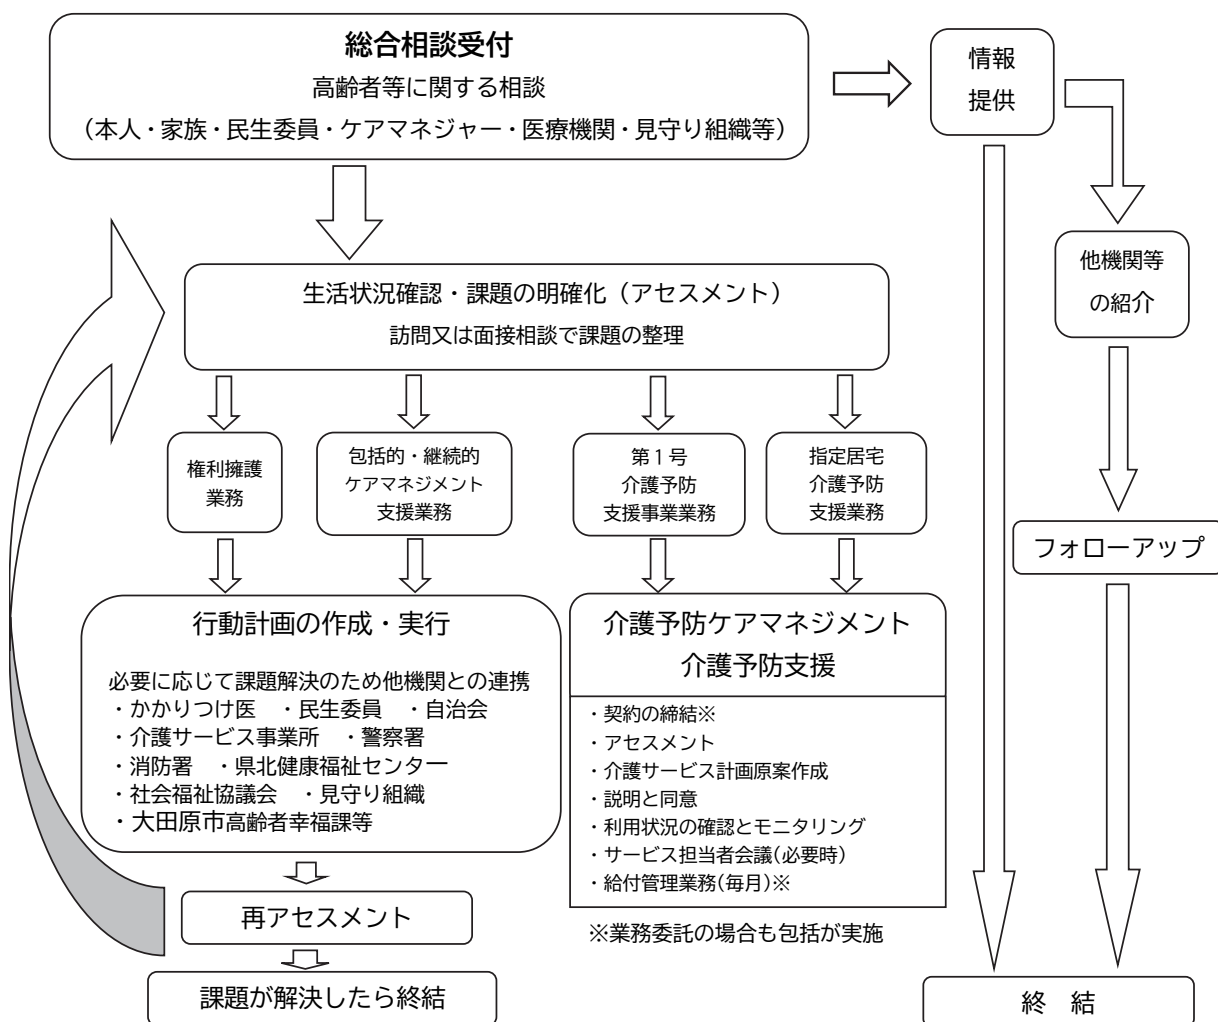 総合相談受付
高齢者等に関する相談
（本人・家族・民生委員・ケアマネジャー・医療機関・見守り組織等）
情報
提供
他機関等
の紹介
フォローアップ
生活状況確認・課題の明確化（アセスメント）
訪問又は面接相談で課題の整理
権利擁護
業務
包括的・継続的
ケアマネジメント
支援業務
第１号
介護予防
支援事業業務
指定居宅
介護予防
支援業務
行動計画の作成・実行
必要に応じて課題解決のため他機関との連携
・かかりつけ医　・民生委員　・自治会
・介護サービス事業所　・警察署
・消防署　・県北健康福祉センター
・社会福祉協議会　・見守り組織
・大田原市高齢者幸福課等
介護予防ケアマネジメント
介護予防支援
・契約の締結※
・アセスメント
・介護サービス計画原案作成
・説明と同意
・利用状況の確認とモニタリング
・サービス担当者会議(必要時)
・給付管理業務(毎月)※
※業務委託の場合も包括が実施
再アセスメント
課題が解決したら終結
終　結